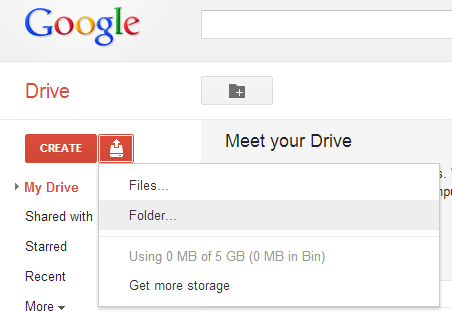 Google
Drive
CREATE
Meet your Drive
My Drive
Shared with
Starred
Recent
More
Files...
Folder...
Using 0 MB of 5 GB (0 MB in Bin)
Get more storage